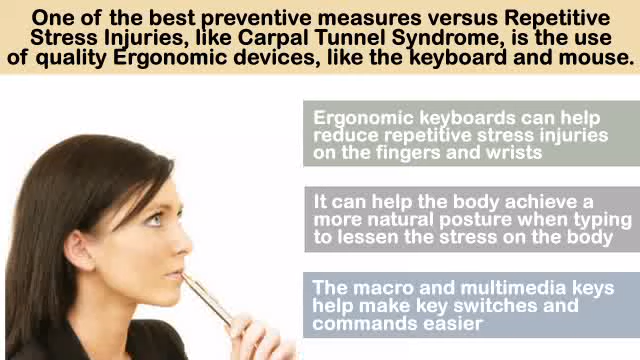 One of the best preventive measures versus Repetitive
Stress Injuries, like Carpal Tunnel Syndrome, is the use
of quality Ergonomic devices, like the keyboard and mouse.
Ergonomic keyboards can help
reduce repetitive stress injuries
on the fingers and wrists
It can help the body achieve a
more natural posture when typing
to lessen the stress on the body
The macro and multimedia keys
help make key switches and
commands easier